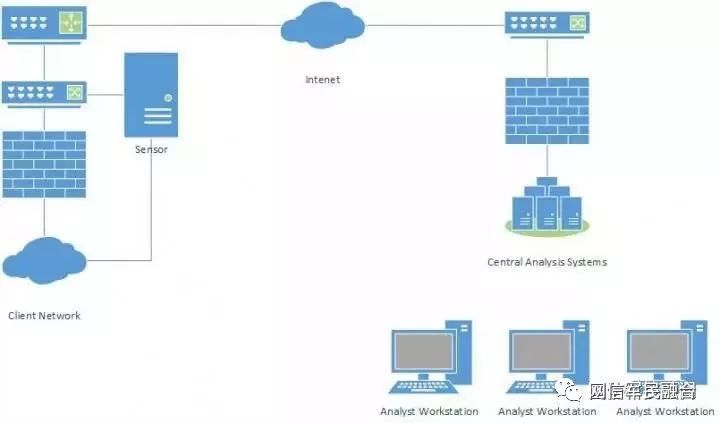 Intenet
Sensor
Central Analysis Systems
Client Network
网信军民融合
Analyst Workstation
Analyst Workstation
Analyst Workstation